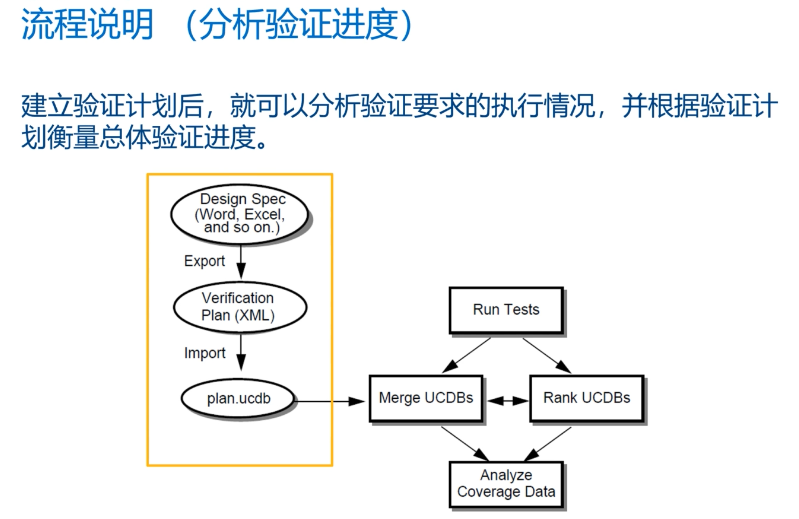 流程说明 （分析验证进度）
建立验证计划后，就可以分析验证要求的执行情况，并根据验证计
划衡量总体验证进度。
Design Spec
(Word, Excel,
and so on.)
Export
Verification
Plan (XML)
Import
plan.ucdb
Run Tests
Merge UCDBs
Rank UCDBs
Analyze
Coverage Data